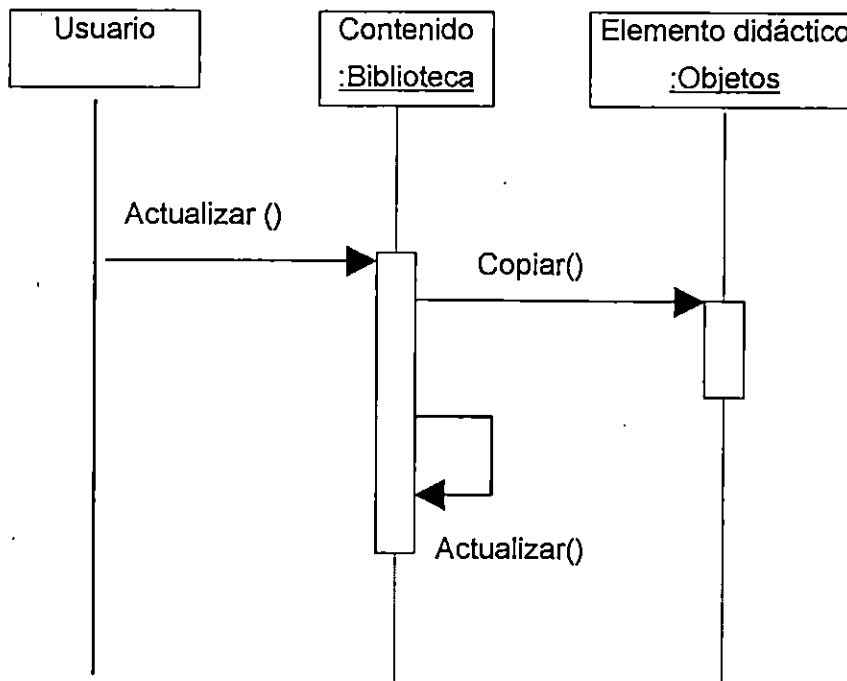 Usuario
Contenido
:Biblioteca
Elemento didáctico
:Objetos
Actualizar ()
Copiar()
Actualizar()